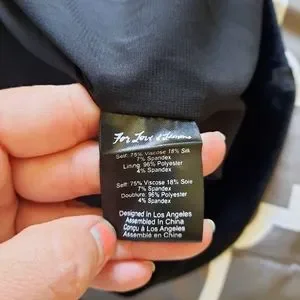 For Love & Lemons
Self: 75% Viscose 18% Silk
7% Spandex
Lining: 96% Polyester
4% Spandex
Self: 75% Viscose 18% Soie
7% Spandex
Doublure: 96% Polyester
4% Spandex
Designed in Los Angeles
Assembled In China
Conçu à Los Angeles
Assemblé en Chine